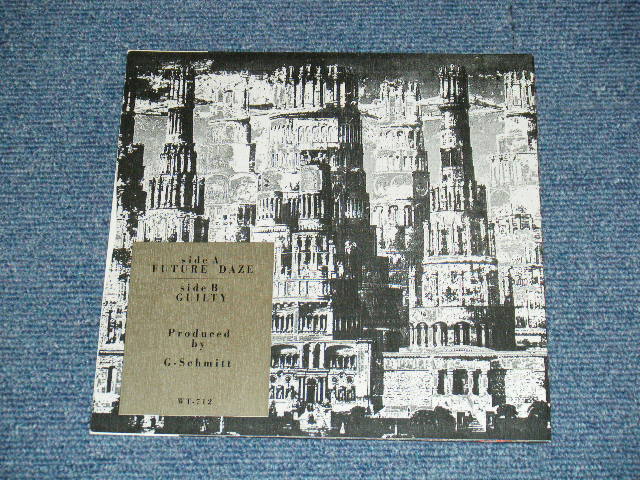 side A
FUTURE DAZE
side B
GUILTY
Produced
by
G-Schmitt
WT-712